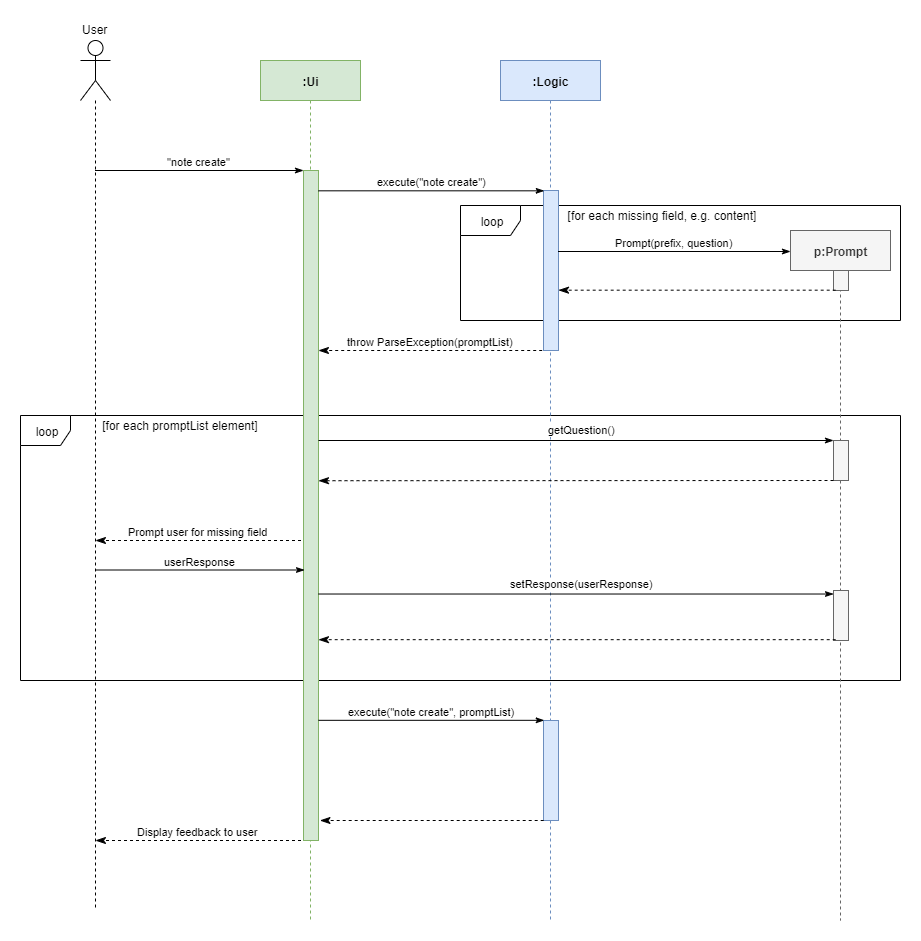 User
:Ui
:Logic
"note create"
execute("note create")
loop
[for each missing field, e.g. content]
Prompt(prefix, question)
p:Prompt
throw ParseException(promptList)
loop
[for each promptList element]
getQuestion()
Prompt user for missing field
userResponse
setResponse(userResponse)
execute("note create", promptList)
Display feedback to user